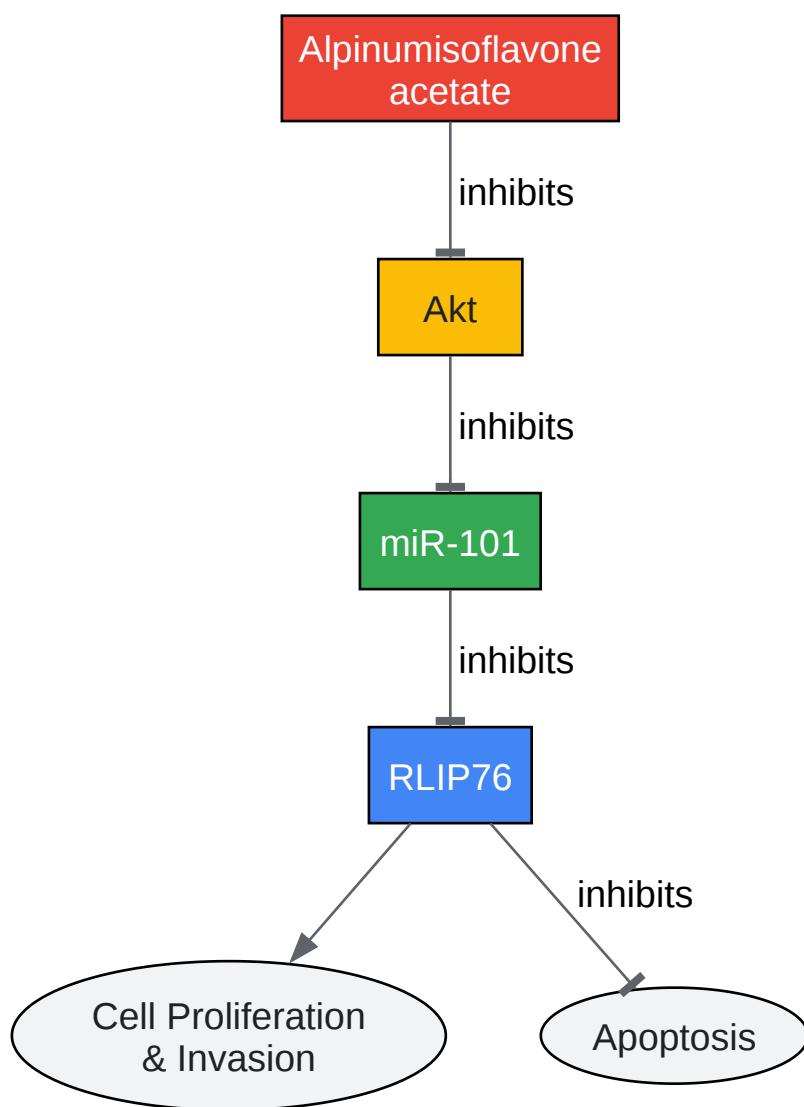 Alpinumisoflavone
acetate
inhibits
Akt
inhibits
miR-101
inhibits
RLIP76
inhibits
Cell Proliferation
& Invasion
Apoptosis